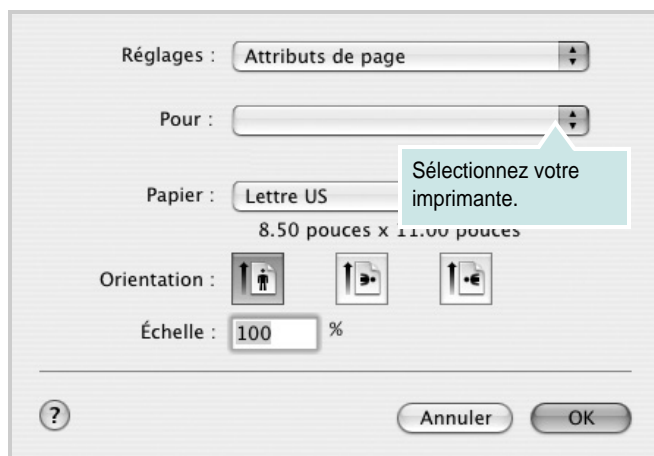 Réglages : Attributs de page
Pour :
Sélectionnez votre
imprimante.
Papier : Lettre US
8.50 pouces x 11.00 pouces
Orientation :
Échelle : 100 %
? Annuler OK